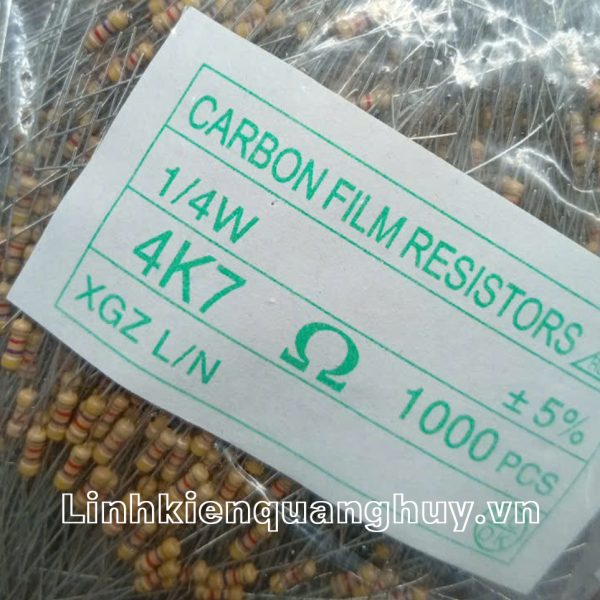 CARBON FILM RESISTORS
1/4W
± 5%
4K7 Ω 1000 PCS
XGZ L/N
Linhkienquanghuy.vn